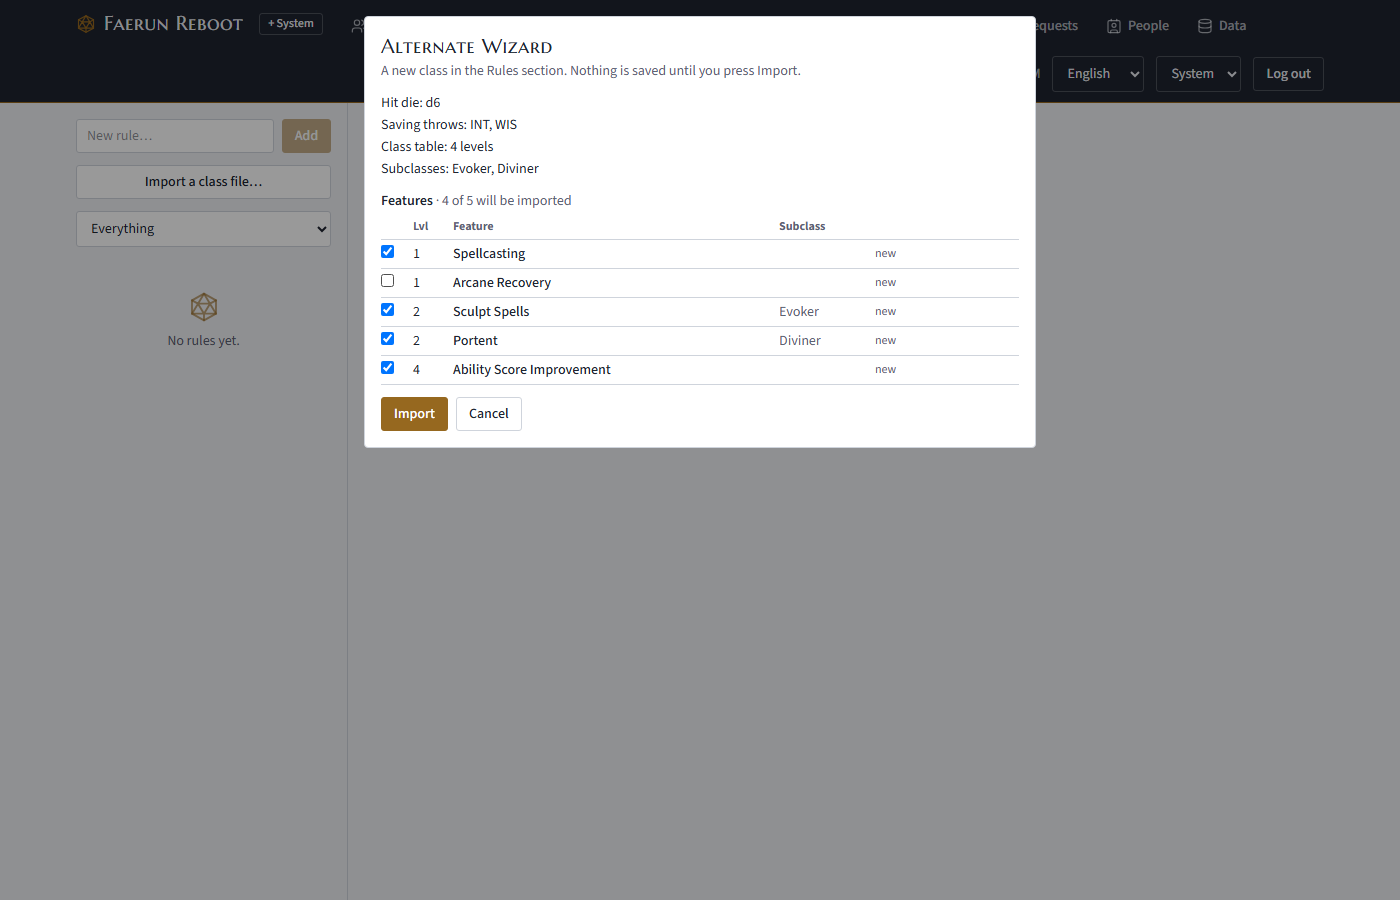 Faerun Reboot
+ System
equests
People
Data
English
System
Log out
New rule…
Add
Import a class file…
Everything
No rules yet.
Alternate Wizard
A new class in the Rules section. Nothing is saved until you press Import.
Hit die: d6
Saving throws: INT, WIS
Class table: 4 levels
Subclasses: Evoker, Diviner
Features · 4 of 5 will be imported
Lvl Feature Subclass
1 Spellcasting new
1 Arcane Recovery new
2 Sculpt Spells Evoker new
2 Portent Diviner new
4 Ability Score Improvement new
Import
Cancel